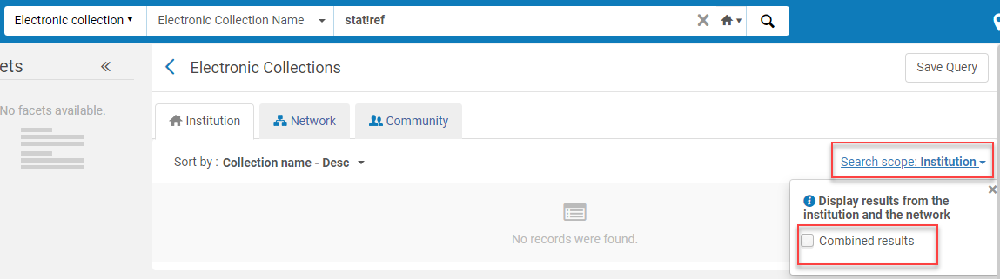 Electronic collection Electronic Collection Name stat!ref
ets Electronic Collections Save Query
No facets available.
Institution Network Community
Sort by : Collection name - Desc Search scope: Institution
Display results from the
institution and the network
Combined results
No records were found.